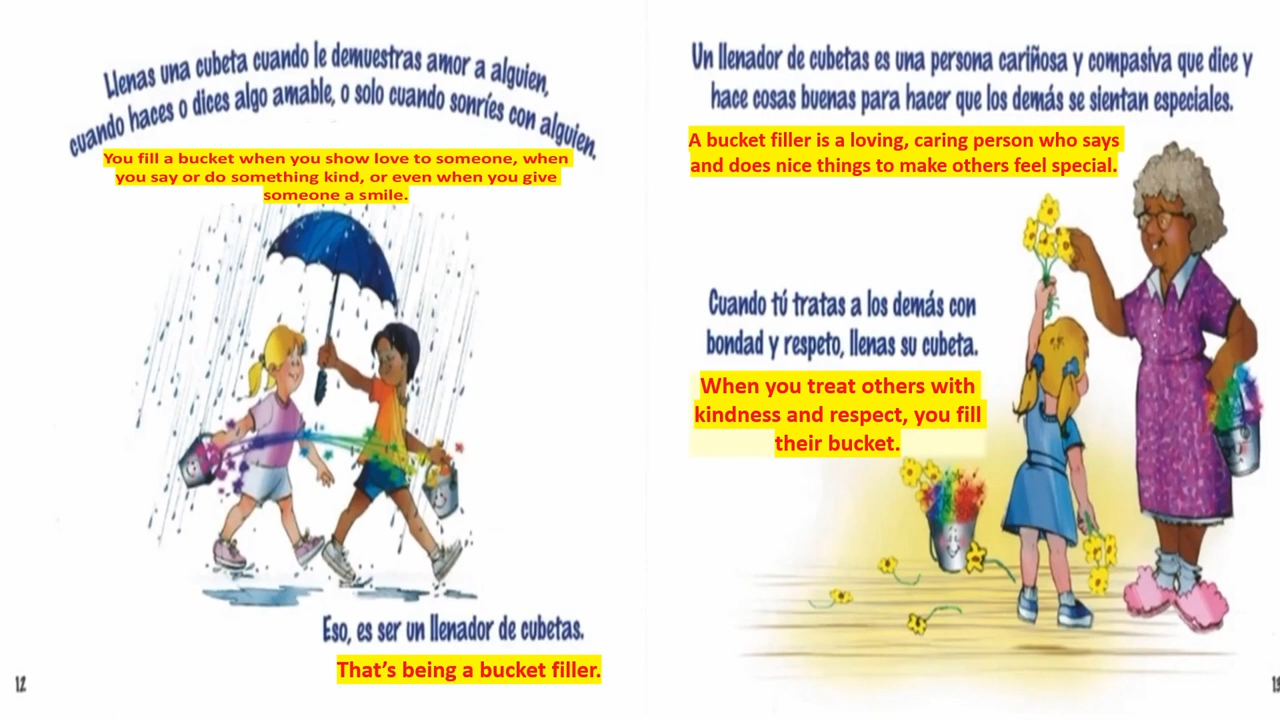 Llenas una cubeta cuando le demuestras amor a alguien,
cuando haces o dices algo amable, o solo cuando sonríes con alguien.
You fill a bucket when you show love to someone, when
you say or do something kind, or even when you give
someone a smile.
Eso, es ser un llenador de cubetas.
That’s being a bucket filler.
12
Un llenador de cubetas es una persona cariñosa y compasiva que dice y
hace cosas buenas para hacer que los demás se sientan especiales.
A bucket filler is a loving, caring person who says
and does nice things to make others feel special.
Cuando tú tratas a los demás con
bondad y respeto, llenas su cubeta.
When you treat others with
kindness and respect, you fill
their bucket.